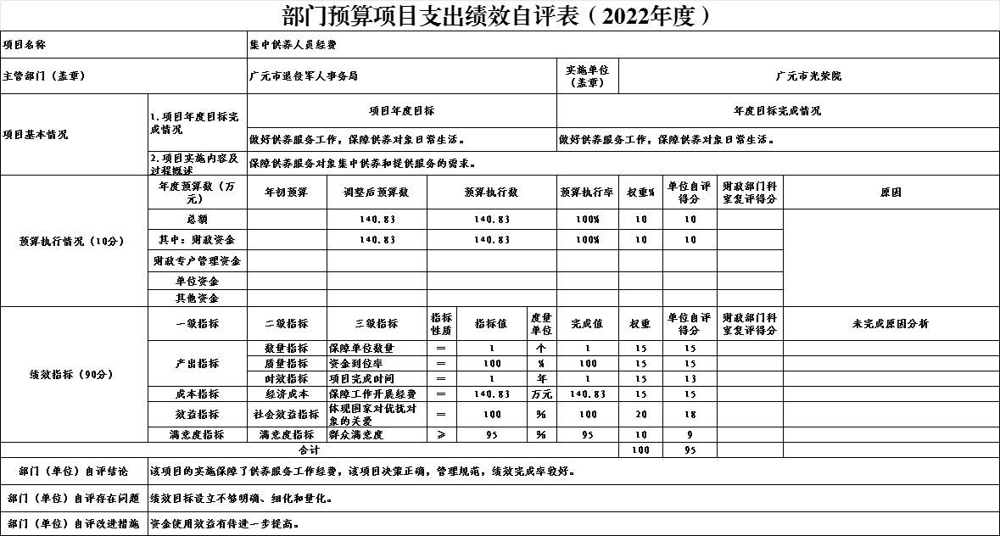 部门预算项目支出绩效自评表（2022年度）
项目名称 集中供养人员经费
主管部门（盖章） 广元市退役军人事务局 实施单位（盖章） 广元市光荣院
项目基本情况 1.项目年度目标完成情况 项目年度目标 年度目标完成情况
做好供养服务工作，保障供养对象日常生活。 做好供养服务工作，保障供养对象日常生活。
2.项目实施内容及过程概述 保障供养服务对象集中供养和提供服务的需求。
预算执行情况（10分） 年度预算数（万元） 年初预算 调整后预算数 预算执行数 预算执行率 权重% 单位自评得分 财政部门科室复评得分 原因
总额 140.83 140.83 100% 10 10
其中：财政资金 140.83 140.83 100% 10 10
财政专户管理资金
单位资金
其他资金
绩效指标（90分） 一级指标 二级指标 三级指标 指标性质 指标值 度量单位 完成值 权重 单位自评得分 财政部门科室复评得分 未完成原因分析
产出指标 数量指标 保障单位数量 ＝ 1 个 1 15 15
质量指标 资金到位率 ＝ 100 % 100 15 15
时效指标 项目完成时间 ＝ 1 年 1 15 13
成本指标 经济成本 保障工作开展经费 ＝ 140.83 万元 140.83 15 15
效益指标 社会效益指标 体现国家对优抚对象的关爱 ＝ 100 % 100 20 18
满意度指标 满意度指标 群众满意度 ≥ 95 % 95 10 9
合计 100 95
部门（单位）自评结论 该项目的实施保障了供养服务工作经费，该项目决策正确，管理规范，绩效完成率较好。
部门（单位）自评存在问题 绩效目标设立不够明确、细化和量化。
部门（单位）自评改进措施 资金使用效益有待进一步提高。